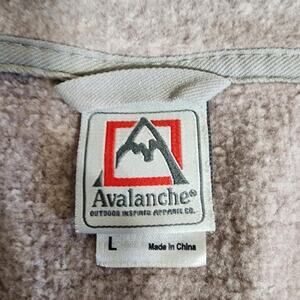 Avalanche®
OUTDOOR INSPIRED APPAREL CO.
L
Made in China